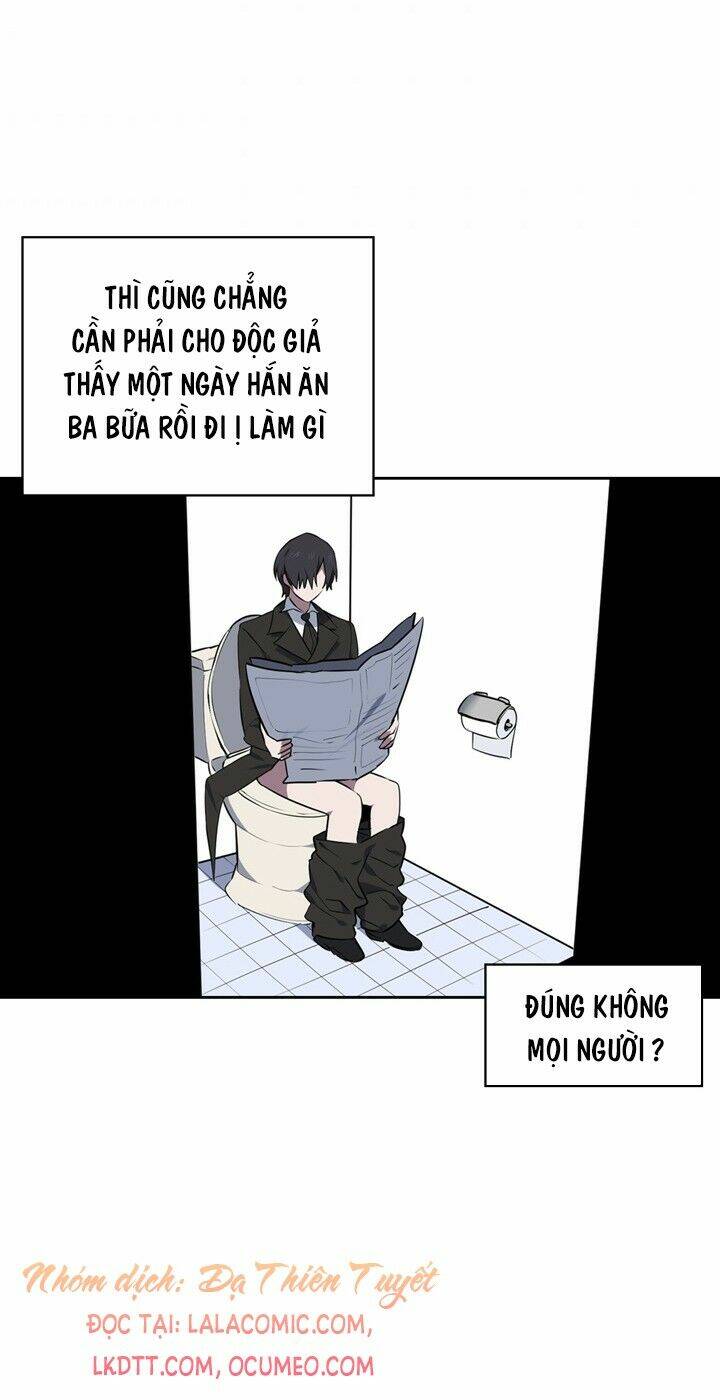 THÌ CŨNG CHẲNG
CẦN PHẢI CHO ĐỘC GIẢ
THẤY MỘT NGÀY HẮN ĂN
BA BỮA RỒI ĐI Ị LÀM GÌ
ĐÚNG KHÔNG
MỌI NGƯỜI ?
Nhóm dịch: Dạ Thiên Tuyết
ĐỌC TẠI: LALACOMIC.COM,
LKDTT.COM, OCUMEO.COM